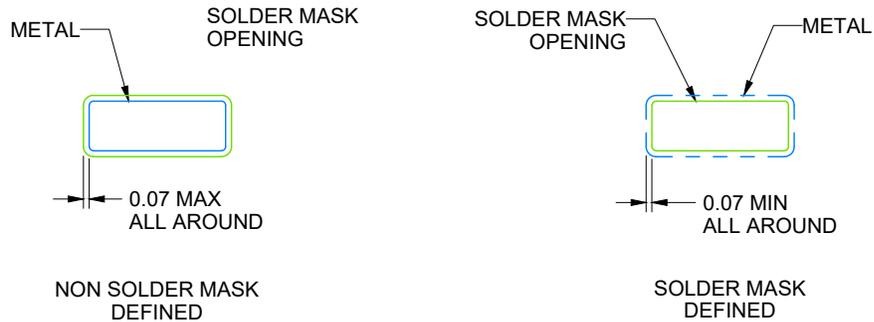 METAL
SOLDER MASK
OPENING
0.07 MAX
ALL AROUND
NON SOLDER MASK
DEFINED
SOLDER MASK
OPENING
METAL
0.07 MIN
ALL AROUND
SOLDER MASK
DEFINED